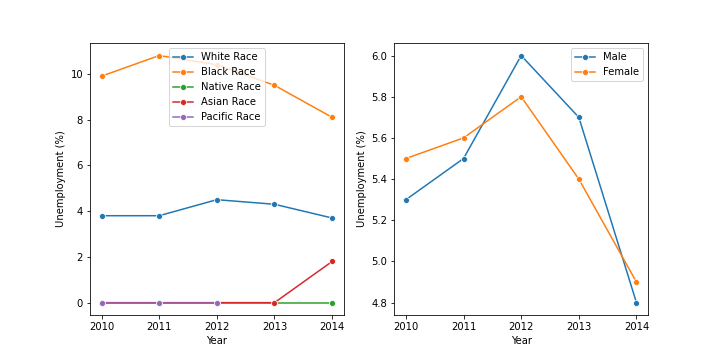 White Race
Black Race
Native Race
Asian Race
Pacific Race
Unemployment (%)
10
8
6
4
2
0
2010 2011 2012 2013 2014
Year
Male
Female
Unemployment (%)
6.0
5.8
5.6
5.4
5.2
5.0
4.8
2010 2011 2012 2013 2014
Year